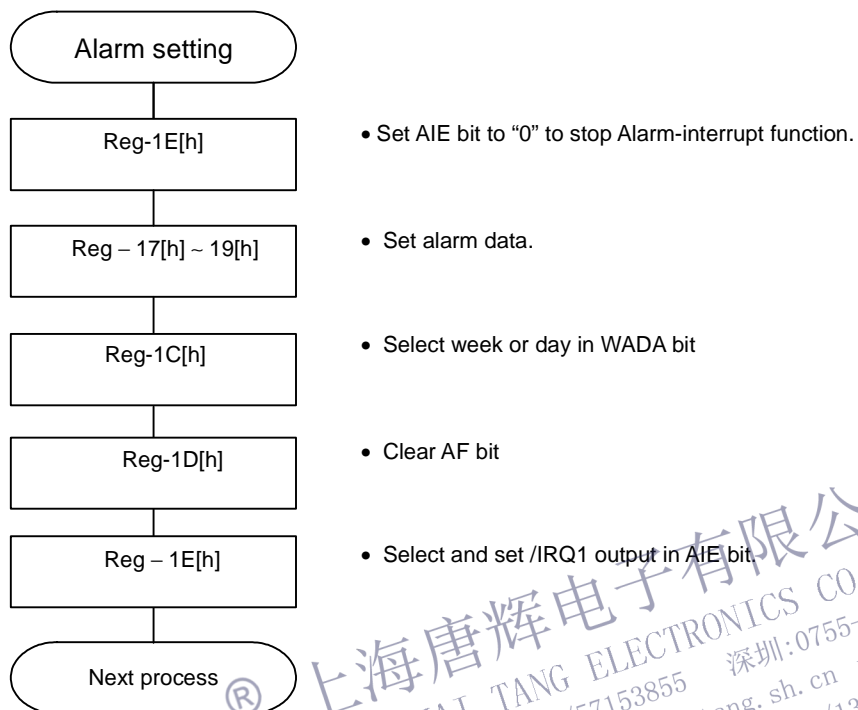 Alarm setting
Reg-1E[h]
• Set AIE bit to “0” to stop Alarm-interrupt function.
Reg – 17[h] ~ 19[h]
• Set alarm data.
Reg-1C[h]
• Select week or day in WADA bit
Reg-1D[h]
• Clear AF bit
Reg – 1E[h]
• Select and set /IRQ1 output in AIE bit.
Next process
® 上海唐辉电子有限公
TANG ELECTRONICS CO
57153855 深圳:0755-
.sh.cn